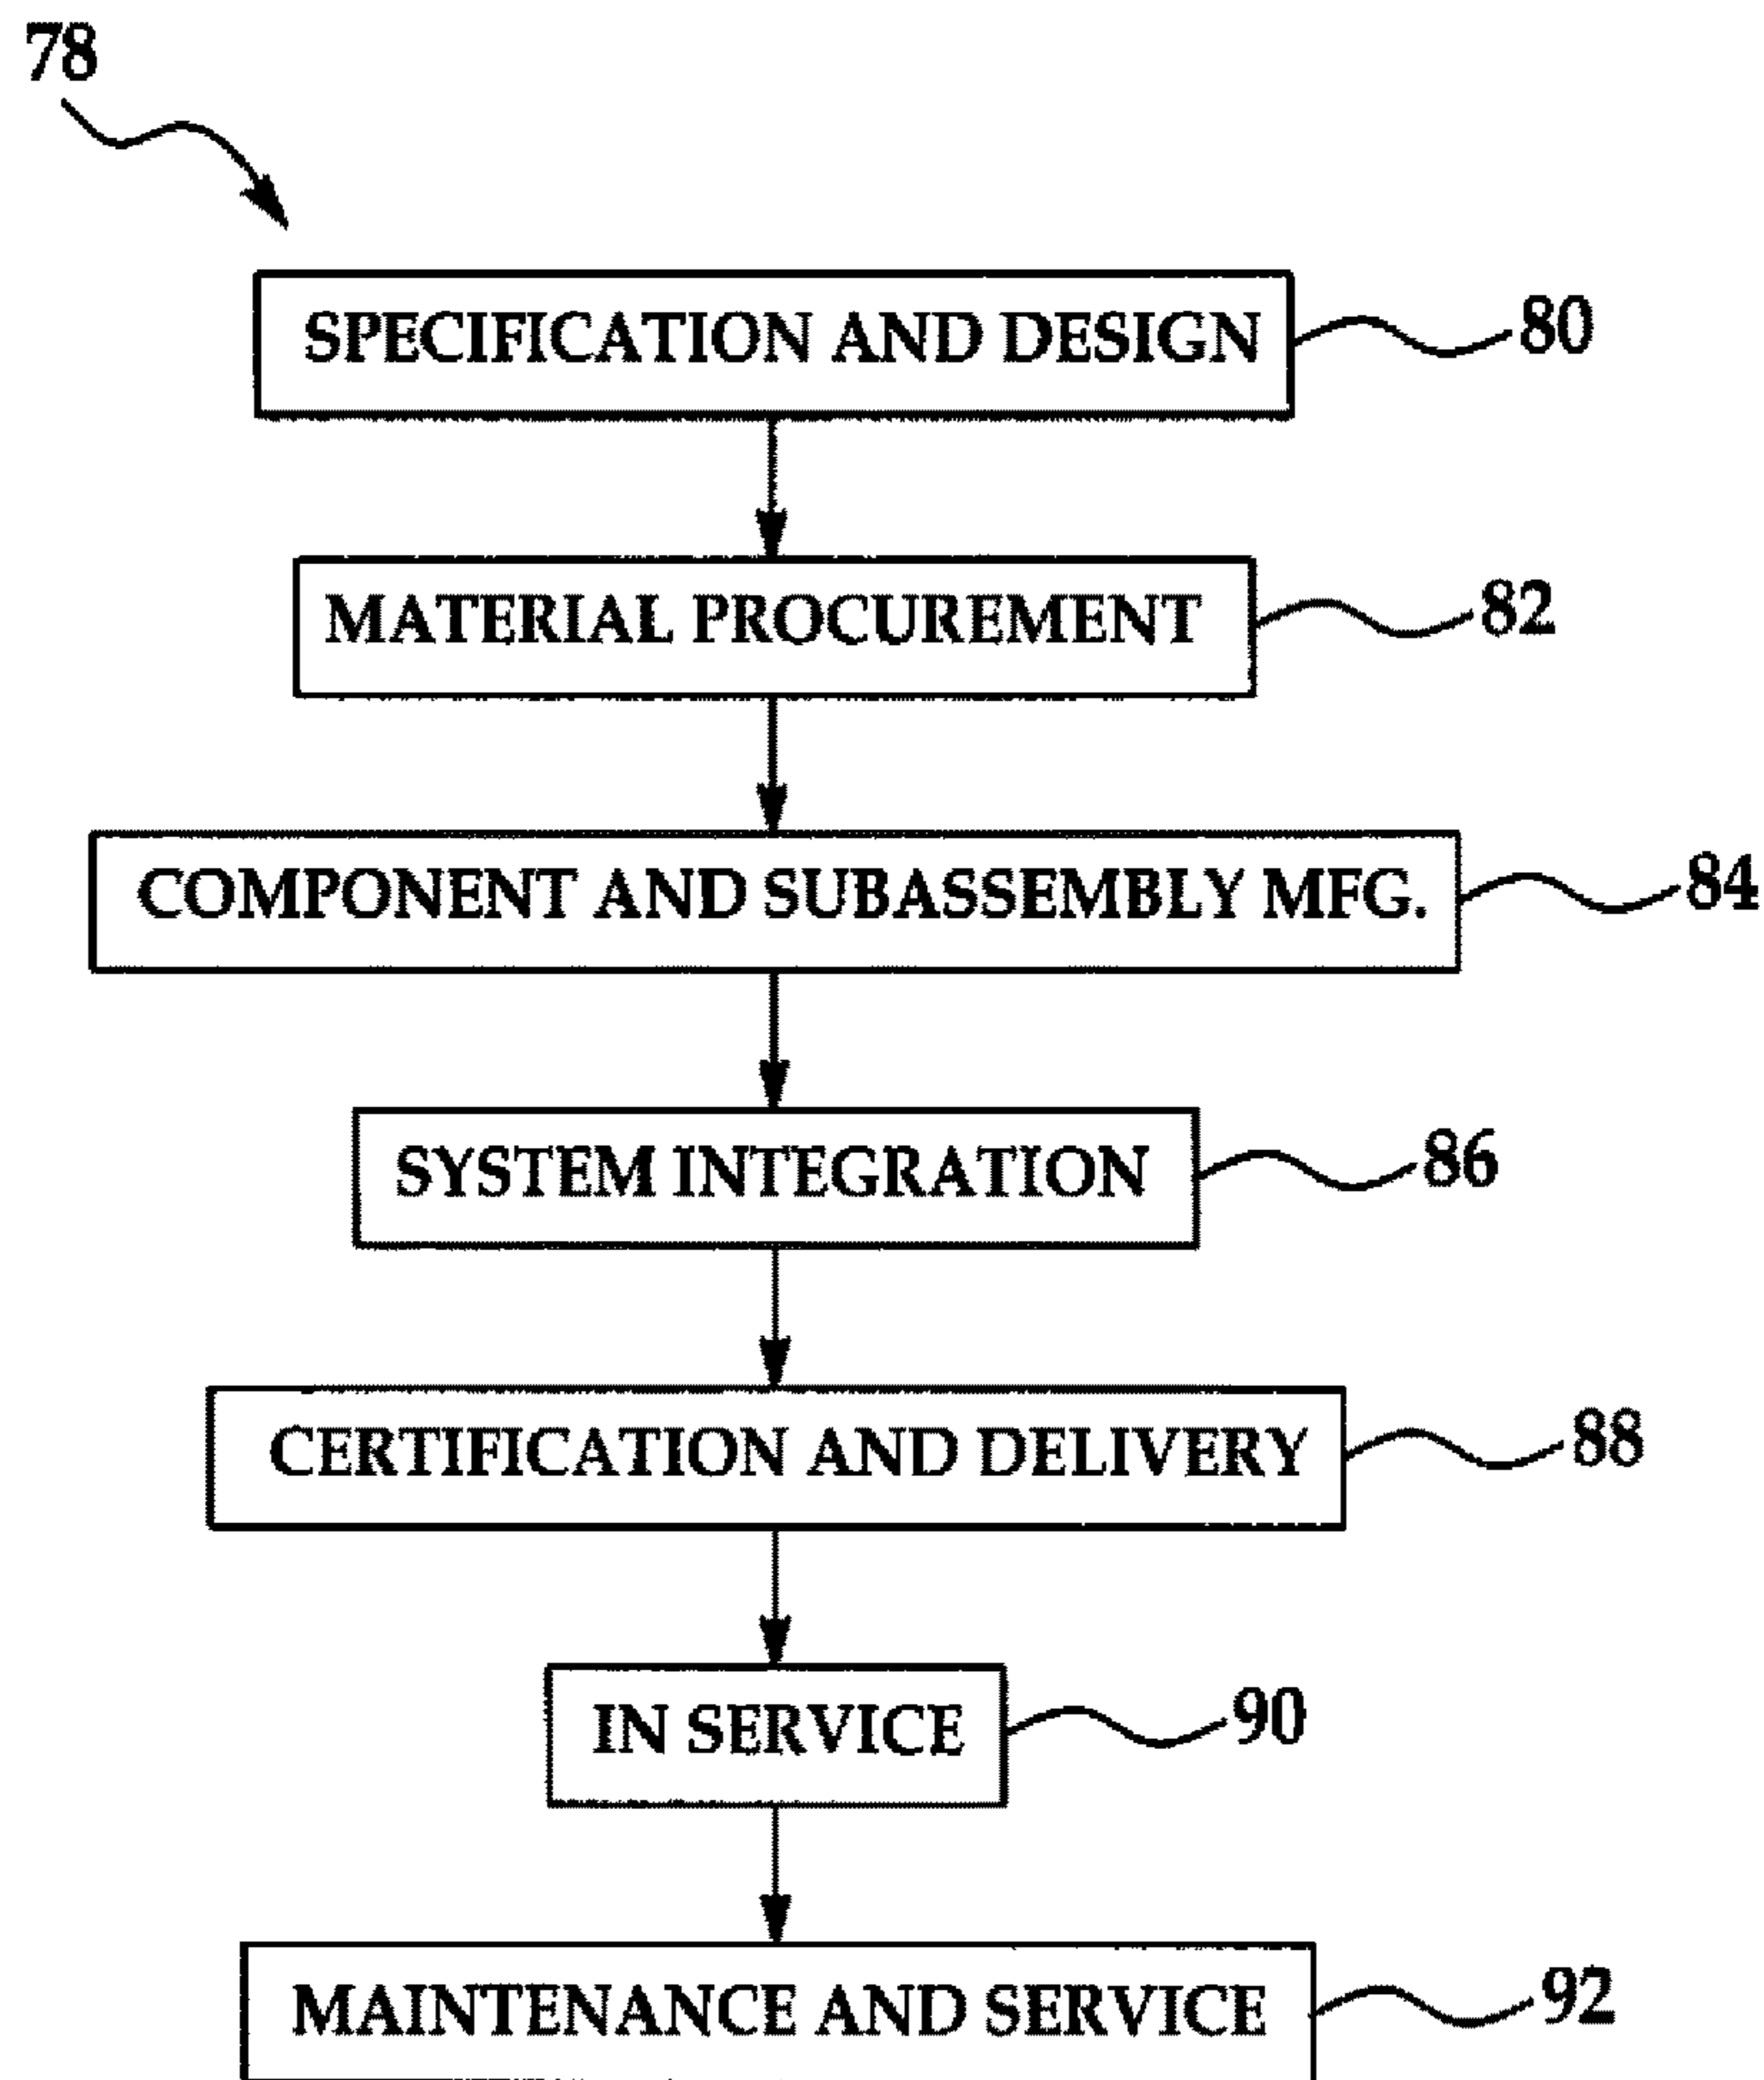 78
SPECIFICATION AND DESIGN 80
MATERIAL PROCUREMENT 82
COMPONENT AND SUBASSEMBLY MFG. 84
SYSTEM INTEGRATION 86
CERTIFICATION AND DELIVERY 88
IN SERVICE 90
MAINTENANCE AND SERVICE 92